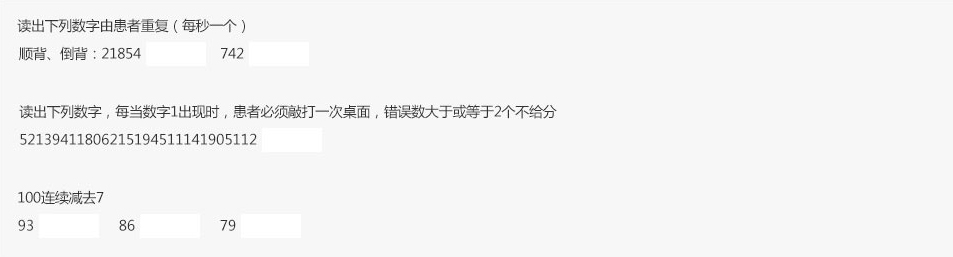 读出下列数字由患者重复（每秒一个）
顺背、倒背：21854 742
读出下列数字，每当数字1出现时，患者必须敲打一次桌面，错误数大于或等于2个不给分
52139411806215194511141905112
100连续减去7
93 86 79